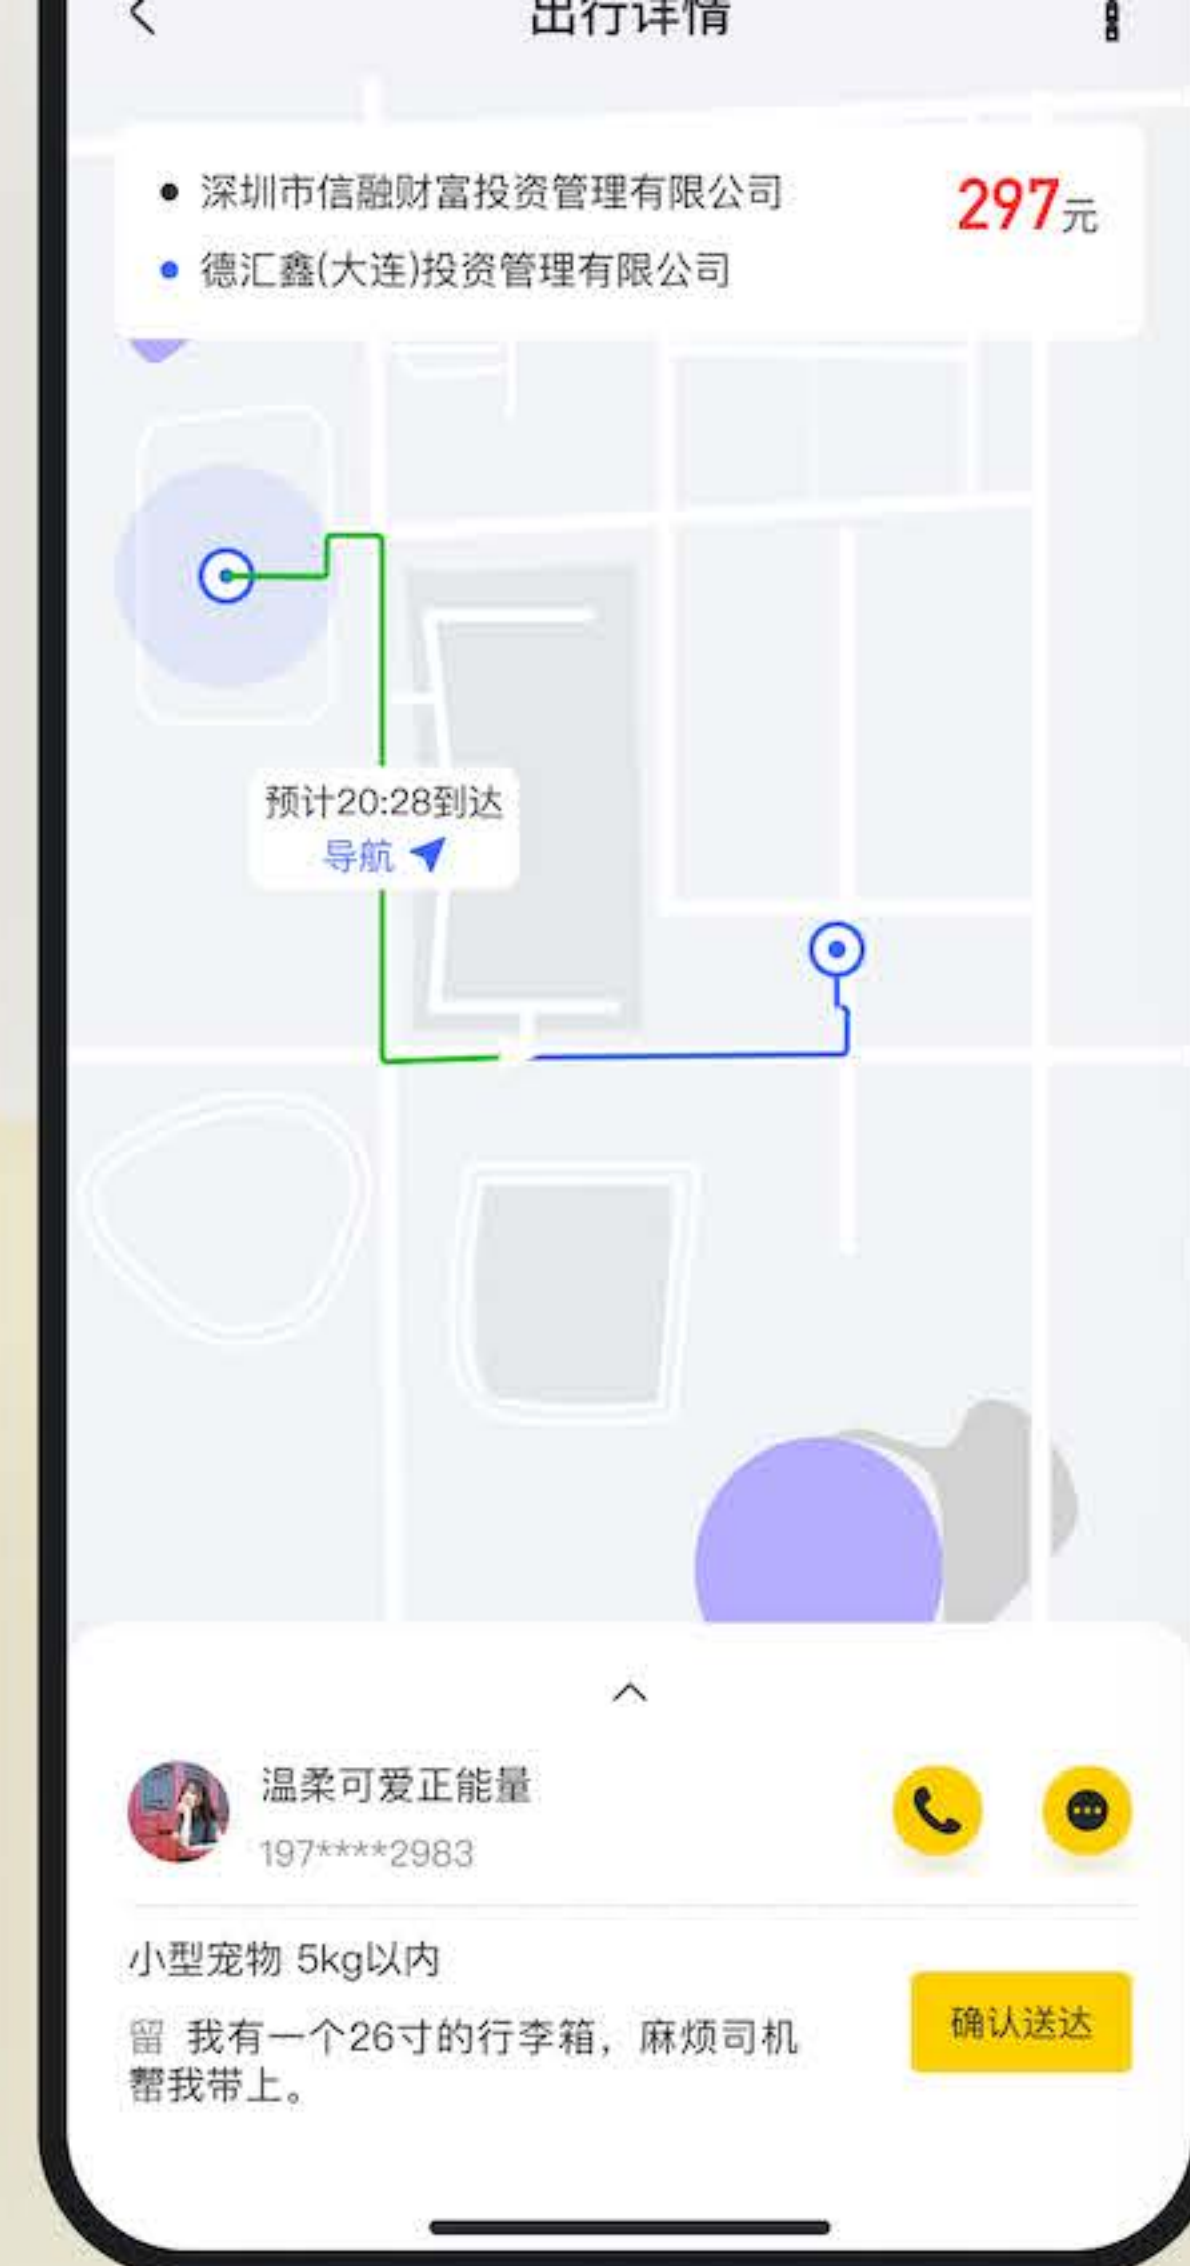 出行详情
深圳市信融财富投资管理有限公司
297元
德汇鑫(大连)投资管理有限公司
预计20:28到达
导航
温柔可爱正能量
197****2983
小型宠物 5kg以内
留 我有一个26寸的行李箱，麻烦司机
帮我带上。
确认送达